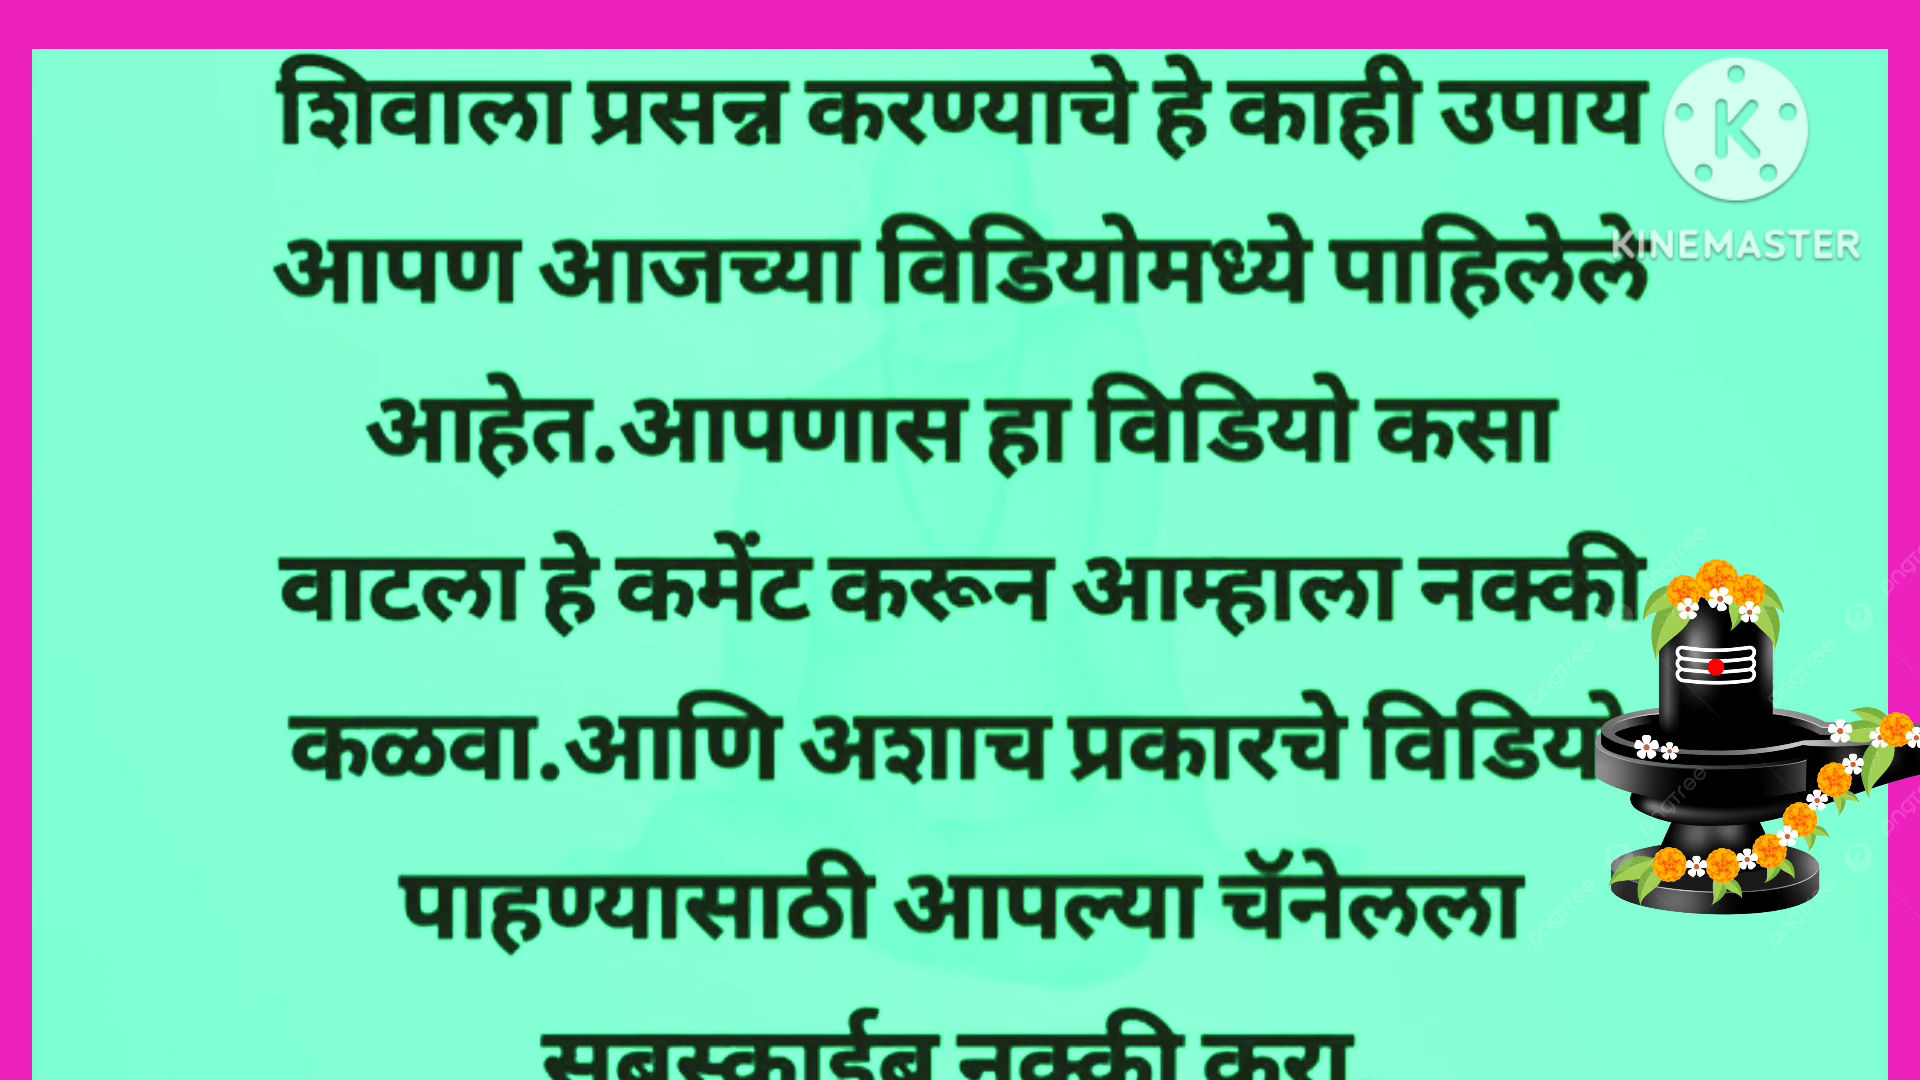 शिवाला प्रसन्न करण्याचे हे काही उपाय
आपण आजच्या विडियोमध्ये पाहिलेले
आहेत.आपणास हा विडियो कसा
वाटला हे कमेंट करून आम्हाला नक्की
कळवा.आणि अशाच प्रकारचे विडियो
पाहण्यासाठी आपल्या चॅनेलला
सबस्काईब नक्की करा
K
KINEMASTER
pngtree